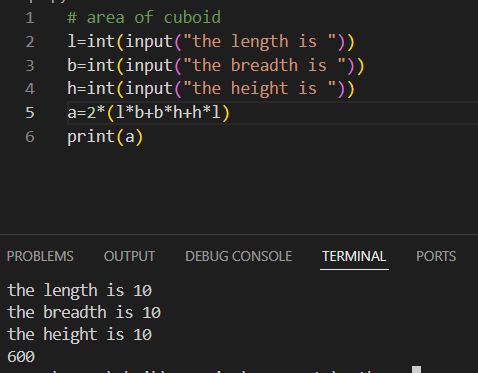 1 # area of cuboid
2 l=int(input("the length is "))
3 b=int(input("the breadth is "))
4 h=int(input("the height is "))
5 a=2*(l*b+b*h+h*l)
6 print(a)
PROBLEMS OUTPUT DEBUG CONSOLE TERMINAL PORTS
the length is 10
the breadth is 10
the height is 10
600